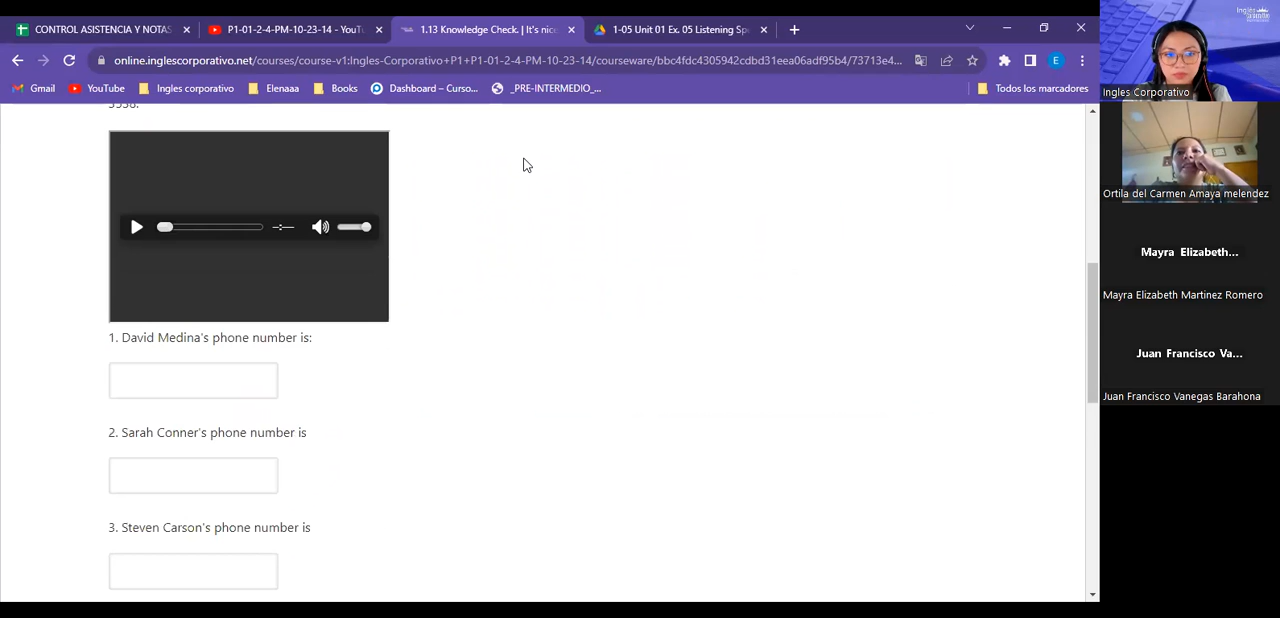 CONTROL ASISTENCIA Y NOTAS
P1-01-2-4-PM-10-23-14 - YouTu
1.13 Knowledge Check. | It's nice
1-05 Unit 01 Ex. 05 Listening Spe
online.inglescorporativo.net/courses/course-v1:Ingles-Corporativo+P1+P1-01-2-4-PM-10-23-14/courseware/bbc4fdc4305942cdbd31eea06adf95b4/73713e4...
E
Gmail
YouTube
Ingles corporativo
Elenaaa
Books
Dashboard – Curso...
_PRE-INTERMEDIO_...
Todos los marcadores
1. David Medina's phone number is:
2. Sarah Conner's phone number is
3. Steven Carson's phone number is
Ingles Corporativo
Ortila del Carmen Amaya melendez
Mayra Elizabeth...
Mayra Elizabeth Martinez Romero
Juan Francisco Va...
Juan Francisco Vanegas Barahona